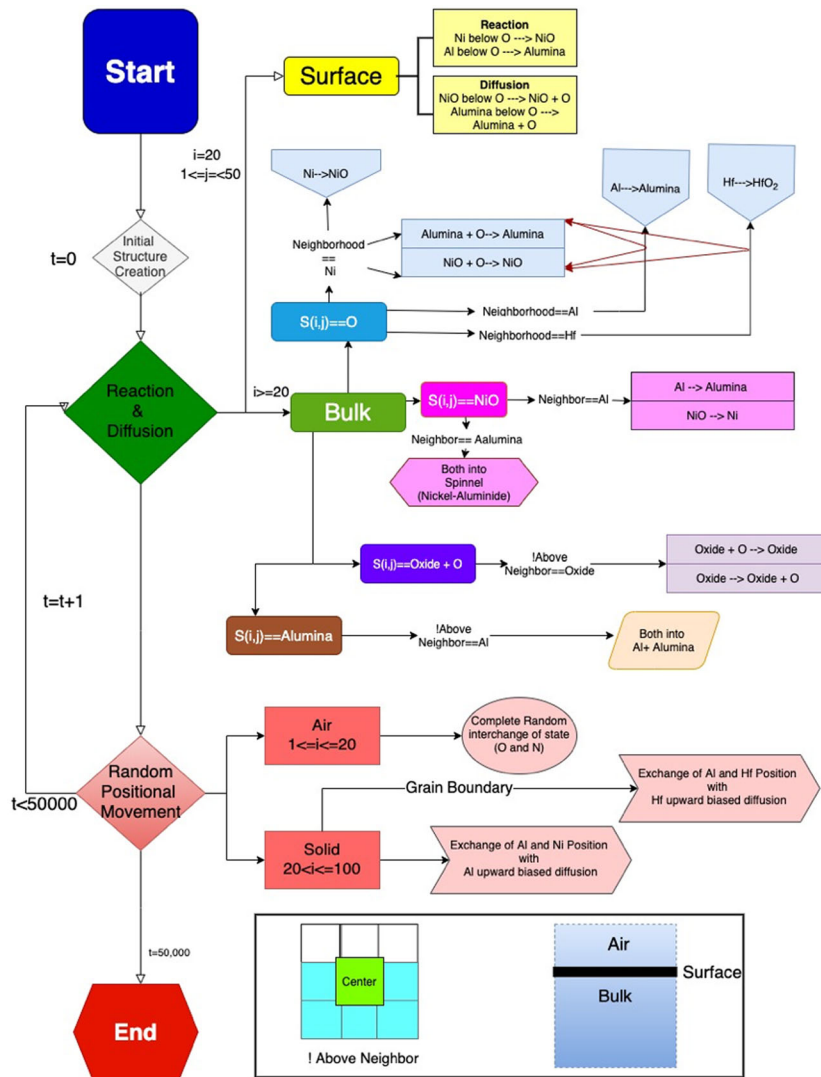 Start
Surface
Reaction
Ni below O ---> NiO
Al below O ---> Alumina
Diffusion
NiO below O ---> NiO + O
Alumina below O --->
Alumina + O
i=20
1<=j=<50
Ni-->NiO
Al--->Alumina
Hf--->HfO2
t=0
Initial
Structure
Creation
Neighborhood
==
Ni
Alumina + O--> Alumina
NiO + O--> NiO
S(i,j)==O
Neighborhood==Al
Neighborhood==Hf
Reaction
&
Diffusion
i>=20
Bulk
S(i,j)==NiO
Neighbor==Al
Al --> Alumina
NiO --> Ni
Neighbor== Aalumina
Both into
Spinnel
(Nickel-Aluminide)
S(i,j)==Oxide + O
!Above
Neighbor==Oxide
Oxide + O --> Oxide
Oxide --> Oxide + O
t=t+1
S(i,j)==Alumina
!Above
Neighbor==Al
Both into
Al+ Alumina
Air
1<=i<=20
Complete Random
interchange of state
(O and N)
Random
Positional
Movement
t<50000
Grain Boundary
Exchange of Al and Hf Position
with
Hf upward biased diffusion
Solid
20<i<=100
Exchange of Al and Ni Position
with
Al upward biased diffusion
t=50,000
End
Center
! Above Neighbor
Air
Surface
Bulk